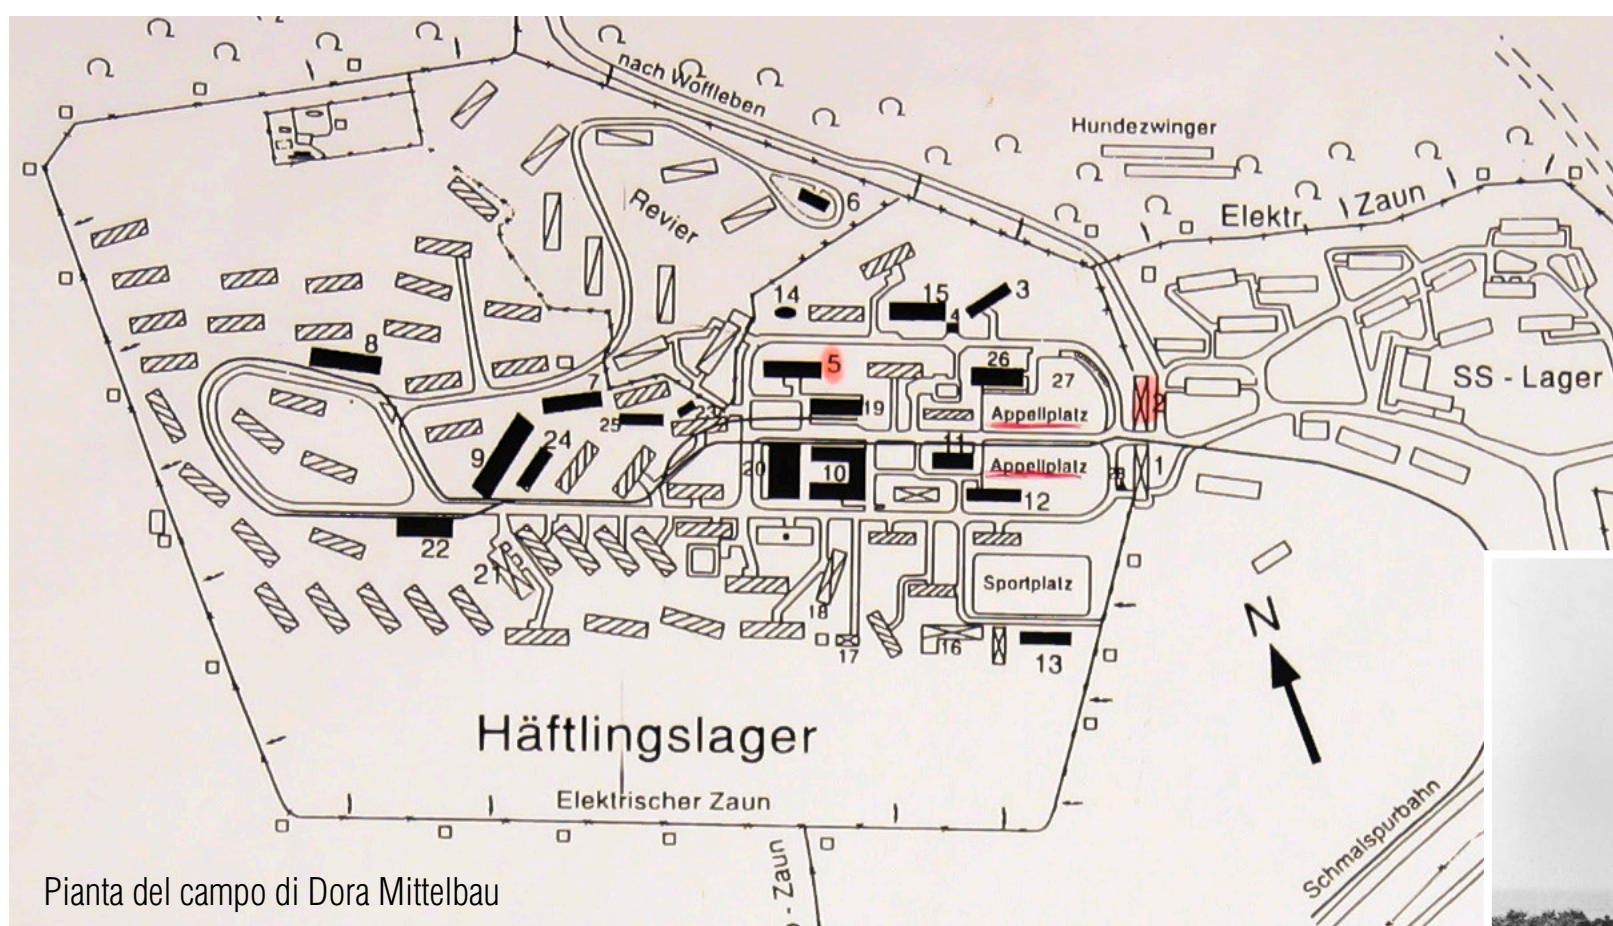 nach Woffleben
Hundezwinger
Elektr. Zaun
Revier
6
14
15
3
4
8
5
26
27
SS - Lager
7
2
25
23
19
Appellplatz
9
24
20
10
11
Appellplatz
1
12
22
21
Sportplatz
18
17
16
13
N
Häftlingslager
Elektrischer Zaun
- Zaun
Schmalspurbahn
Pianta del campo di Dora Mittelbau